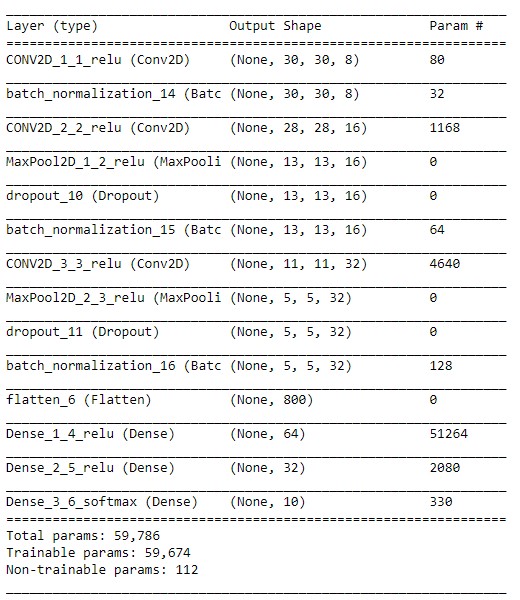 Layer (type) Output Shape Param #
CONV2D_1_1_relu (Conv2D) (None, 30, 30, 8) 80
batch_normalization_14 (Batc (None, 30, 30, 8) 32
CONV2D_2_2_relu (Conv2D) (None, 28, 28, 16) 1168
MaxPool2D_1_2_relu (MaxPooli (None, 13, 13, 16) 0
dropout_10 (Dropout) (None, 13, 13, 16) 0
batch_normalization_15 (Batc (None, 13, 13, 16) 64
CONV2D_3_3_relu (Conv2D) (None, 11, 11, 32) 4640
MaxPool2D_2_3_relu (MaxPooli (None, 5, 5, 32) 0
dropout_11 (Dropout) (None, 5, 5, 32) 0
batch_normalization_16 (Batc (None, 5, 5, 32) 128
flatten_6 (Flatten) (None, 800) 0
Dense_1_4_relu (Dense) (None, 64) 51264
Dense_2_5_relu (Dense) (None, 32) 2080
Dense_3_6_softmax (Dense) (None, 10) 330
Total params: 59,786
Trainable params: 59,674
Non-trainable params: 112